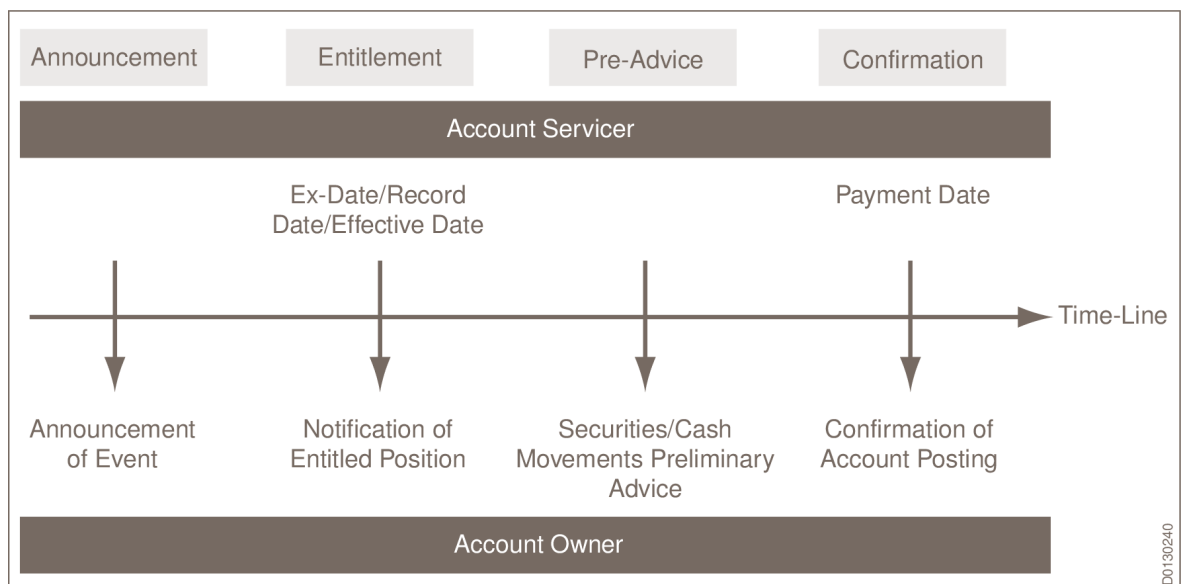 Announcement
Entitlement
Pre-Advice
Confirmation
Account Servicer
Ex-Date/Record
Date/Effective Date
Payment Date
Time-Line
Announcement
of Event
Notification of
Entitled Position
Securities/Cash
Movements Preliminary
Advice
Confirmation of
Account Posting
Account Owner
D0130240